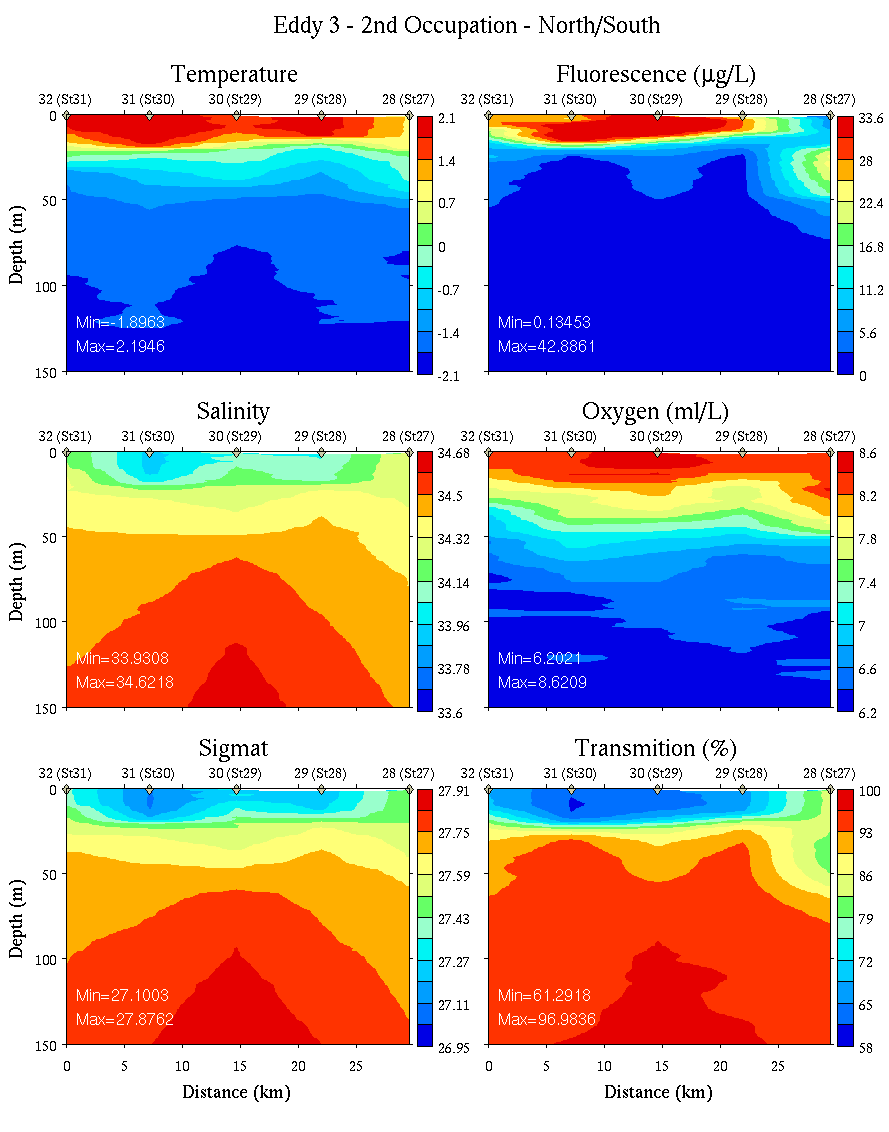 Eddy 3 - 2nd Occupation - North/South
Temperature
32 (St31) 31 (St30) 30 (St29) 29 (St28) 28 (St27)
0
50
100
150
Depth (m)
Min=-1.8963
Max=2.1946
2.1
1.4
0.7
0
-0.7
-1.4
-2.1
Fluorescence (µg/L)
32 (St31) 31 (St30) 30 (St29) 29 (St28) 28 (St27)
Min=0.13453
Max=42.8861
33.6
28
22.4
16.8
11.2
5.6
0
Salinity
32 (St31) 31 (St30) 30 (St29) 29 (St28) 28 (St27)
0
50
100
150
Depth (m)
Min=33.9308
Max=34.6218
34.68
34.5
34.32
34.14
33.96
33.78
33.6
Oxygen (ml/L)
32 (St31) 31 (St30) 30 (St29) 29 (St28) 28 (St27)
Min=6.2021
Max=8.6209
8.6
8.2
7.8
7.4
7
6.6
6.2
Sigmat
32 (St31) 31 (St30) 30 (St29) 29 (St28) 28 (St27)
0
50
100
150
Depth (m)
Min=27.1003
Max=27.8762
27.91
27.75
27.59
27.43
27.27
27.11
26.95
0 5 10 15 20 25
Distance (km)
Transmition (%)
32 (St31) 31 (St30) 30 (St29) 29 (St28) 28 (St27)
Min=61.2918
Max=96.9836
100
93
86
79
72
65
58
0 5 10 15 20 25
Distance (km)